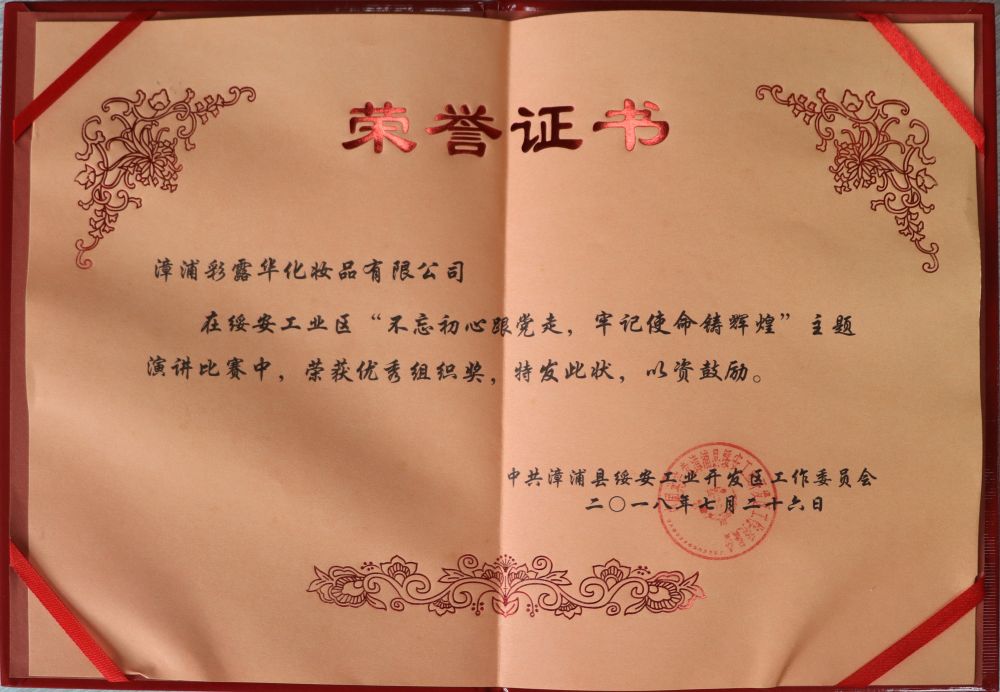 荣誉证书
漳浦彩露华化妆品有限公司
在绥安工业区“不忘初心跟党走，牢记使命铸辉煌”主题
演讲比赛中，荣获优秀组织奖，特发此状，以资鼓励。
中共漳浦县绥安工业开发区工作委员会
二〇一八年七月二十六日